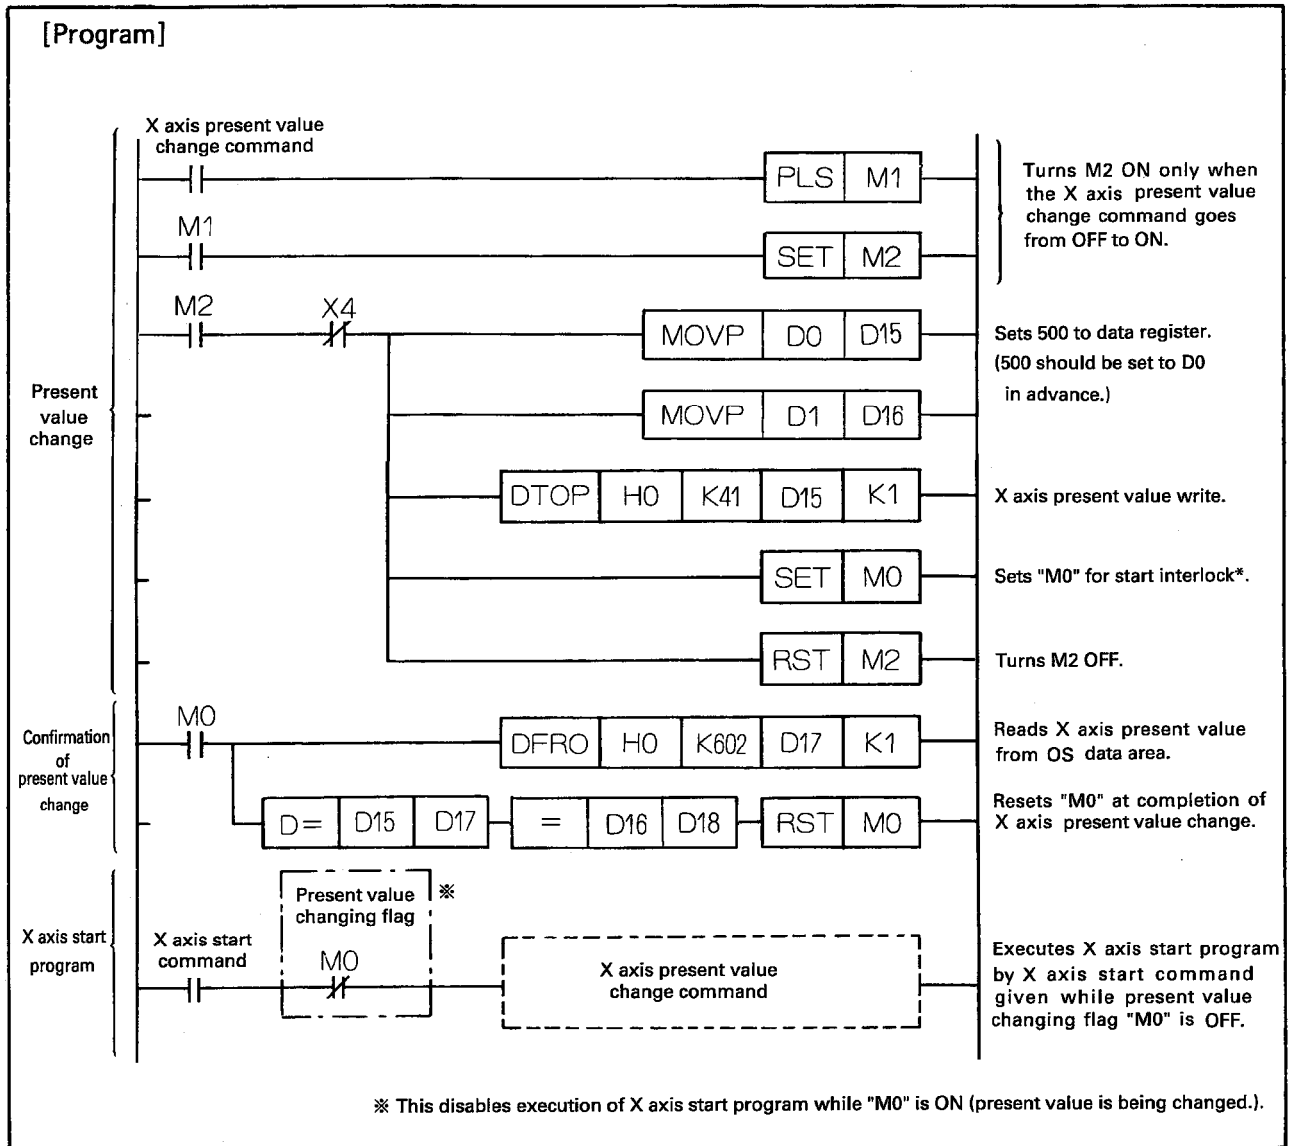 [Program]
X axis present value
change command
PLS M1
Turns M2 ON only when
the X axis present value
change command goes
from OFF to ON.
M1
SET M2
M2 X4
MOVP D0 D15
Sets 500 to data register.
(500 should be set to D0
in advance.)
Present
value
change
MOVP D1 D16
DTOP H0 K41 D15 K1
X axis present value write.
SET M0
Sets "M0" for start interlock*.
RST M2
Turns M2 OFF.
Confirmation
of
present value
change
M0
DFRO H0 K602 D17 K1
Reads X axis present value
from OS data area.
D= D15 D17 = D16 D18 RST M0
Resets "M0" at completion of
X axis present value change.
X axis start
program
X axis start
command
Present value
changing flag
※
M0
X axis present value
change command
Executes X axis start program
by X axis start command
given while present value
changing flag "M0" is OFF.
※ This disables execution of X axis start program while "M0" is ON (present value is being changed.).